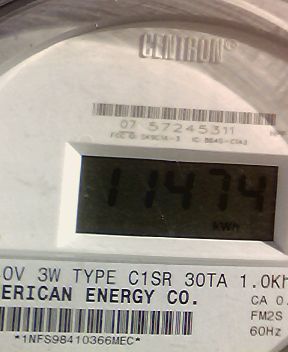 CENTRON®
07 57245311
11474
kWh
0V 3W TYPE C1SR 30TA 1.0Kh
ERICAN ENERGY CO.
CA 0.
FM2S
60Hz
*1NFS98410366MEC*